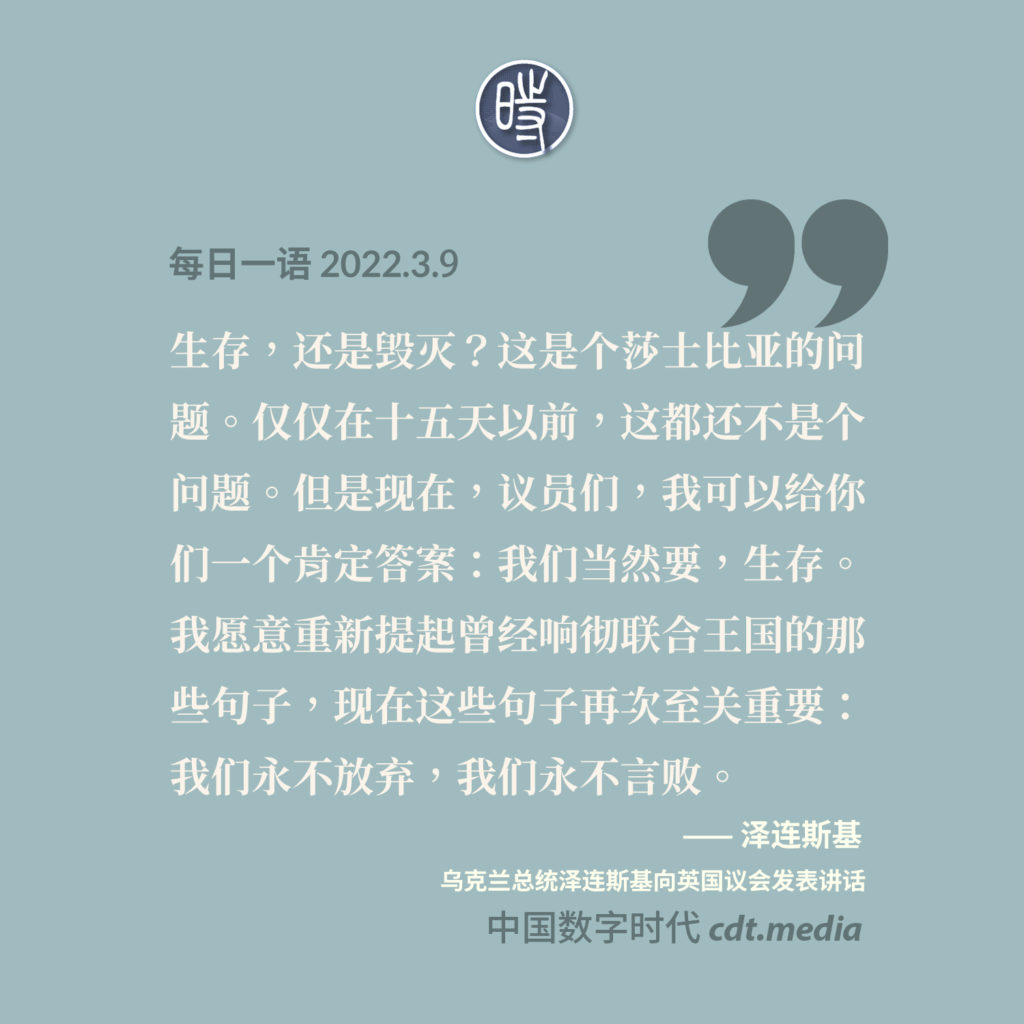 時
每日一语 2022.3.9
生存，还是毁灭？这是个莎士比亚的问
题。仅仅在十五天以前，这都还不是个
问题。但是现在，议员们，我可以给你
们一个肯定答案：我们当然要，生存。
我愿意重新提起曾经响彻联合王国的那
些句子，现在这些句子再次至关重要：
我们永不放弃，我们永不言败。
—— 泽连斯基
乌克兰总统泽连斯基向英国议会发表讲话
中国数字时代 cdt.media